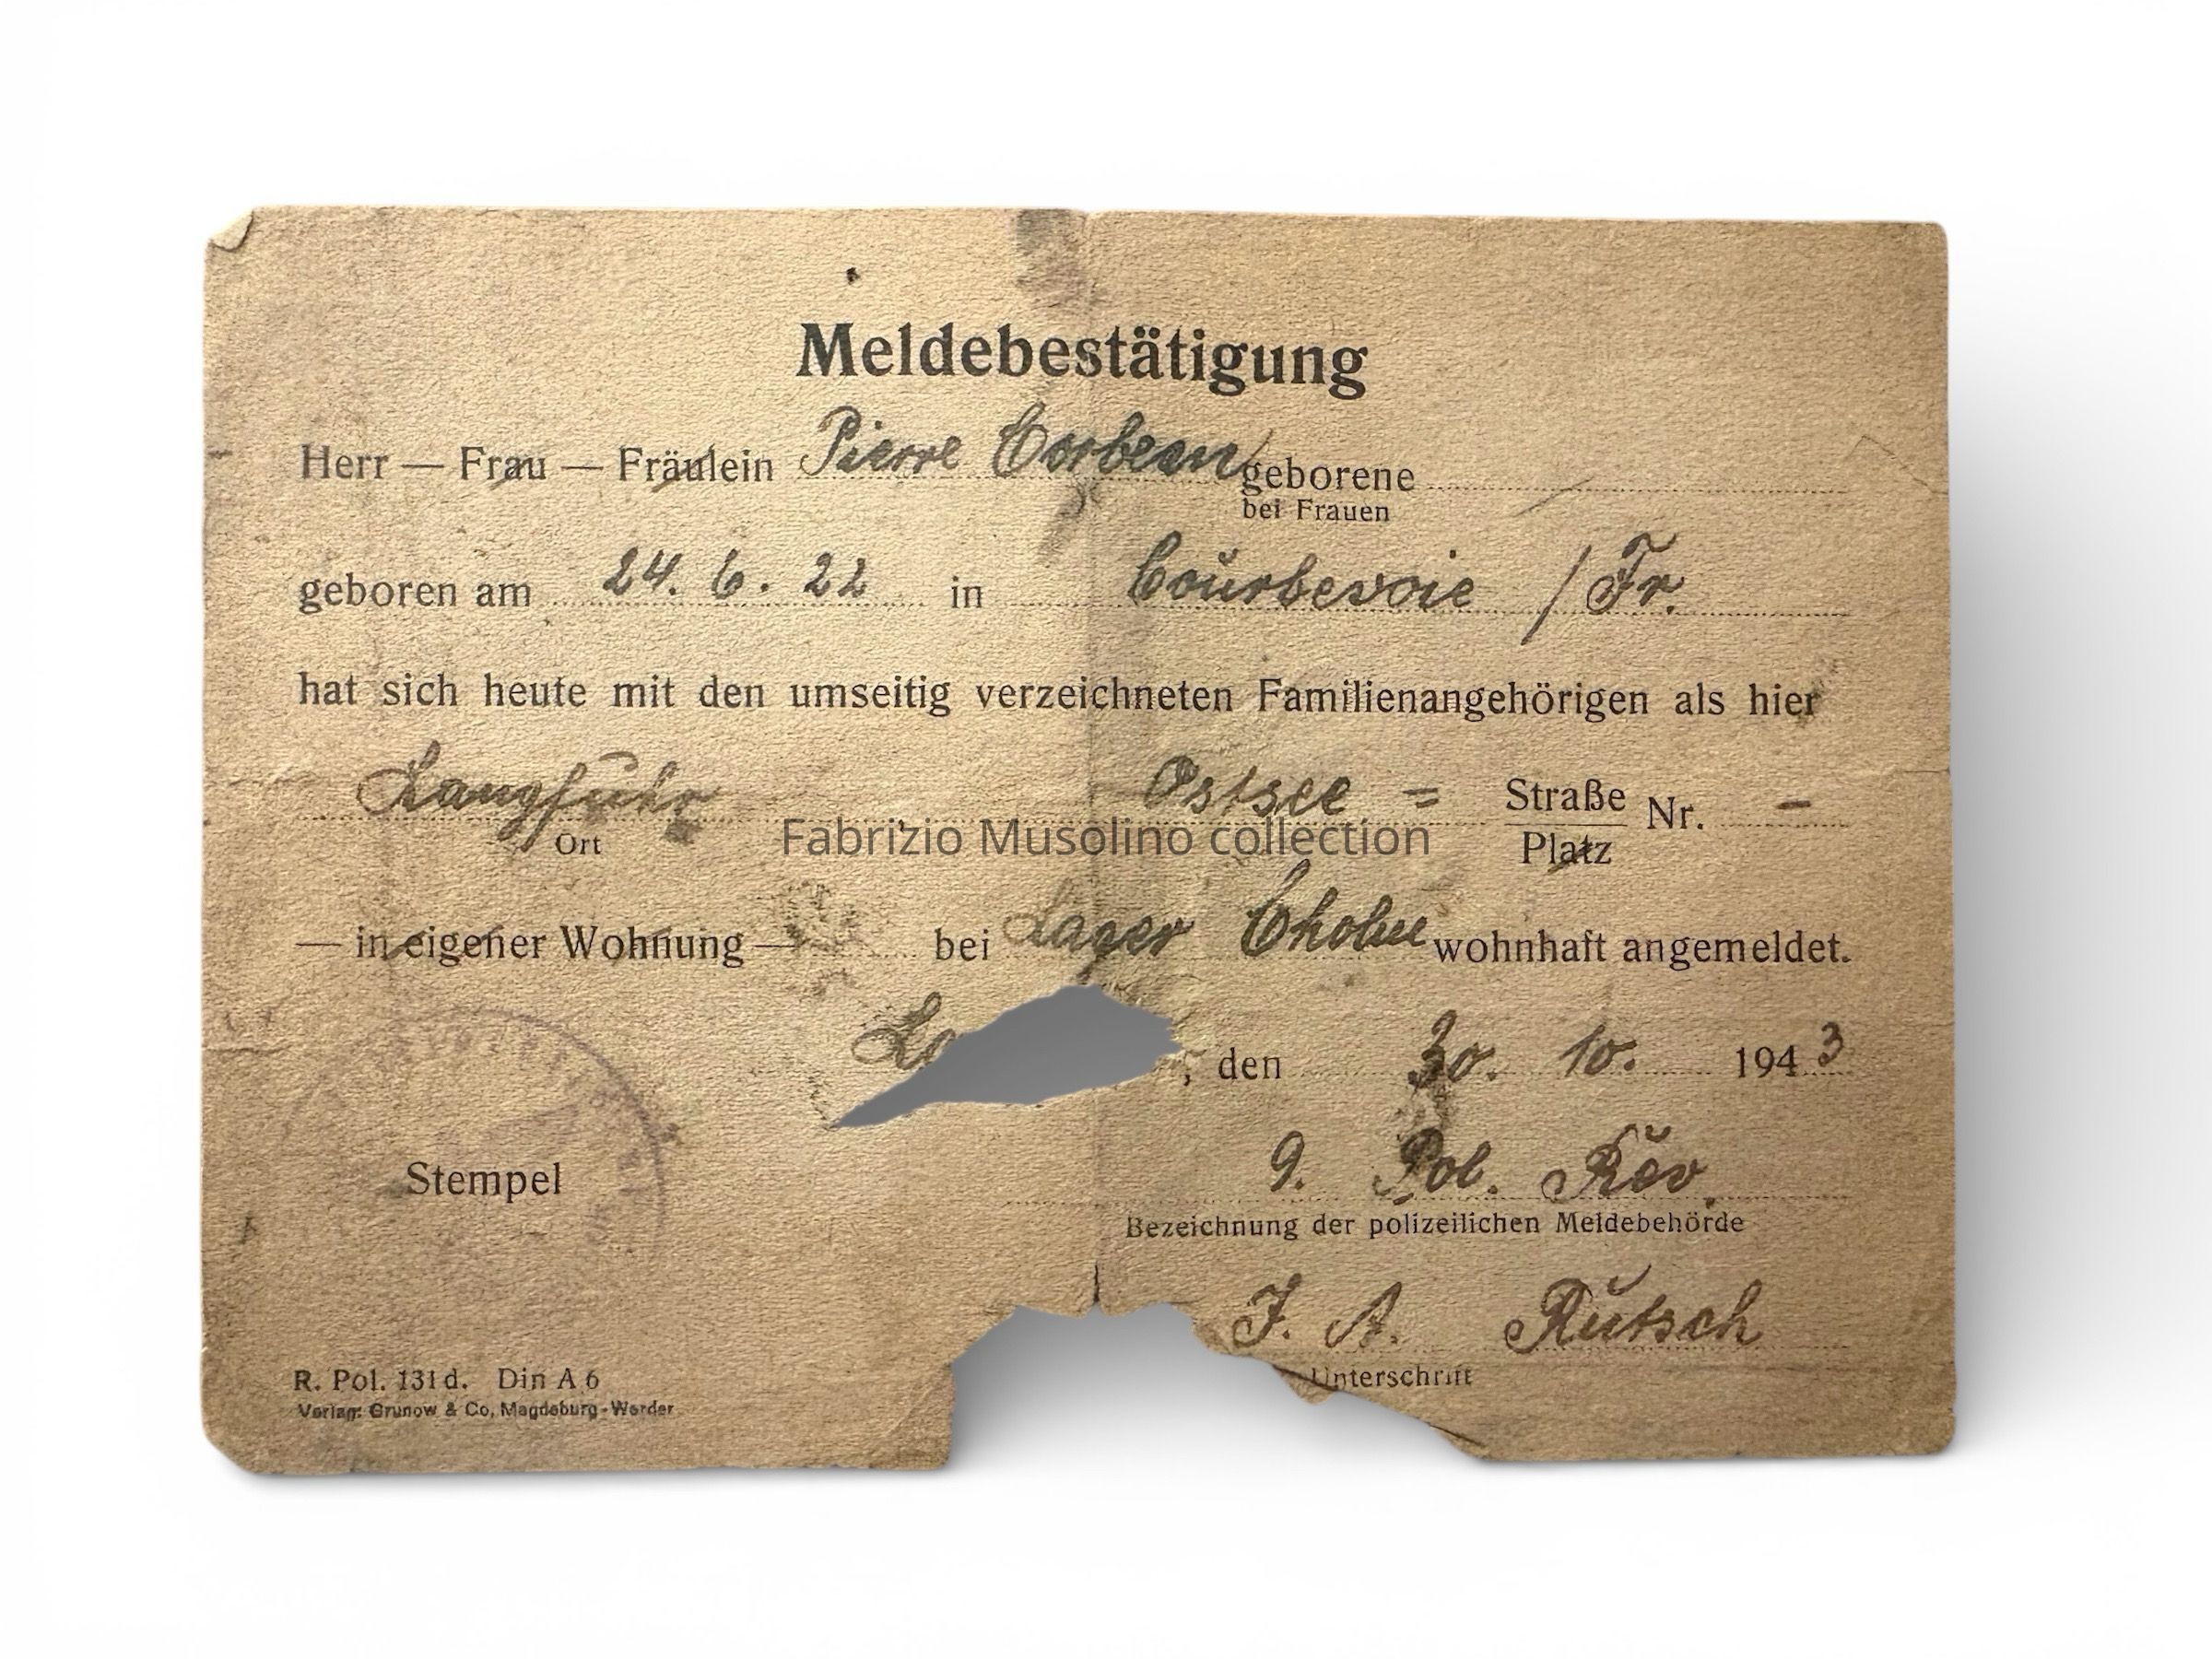 Meldebestätigung
Herr — Frau — Fräulein Pierre Corbeau geborene
bei Frauen
geboren am 24. 6. 22 in Courbevoie / Fr.
hat sich heute mit den umseitig verzeichneten Familienangehörigen als hier
Langfuhr Ostsee = Straße Nr. –
Ort Platz
Fabrizio Musolino collection
— in eigener Wohnung — bei Lager wohnhaft angemeldet.
La , den 30. 10. 1943
9. Pol. Rev.
Stempel
Bezeichnung der polizeilichen Meldebehörde
J. A. Rutsch
Unterschrift
R. Pol. 131 d. Din A 6
Verlag: Grunow & Co, Magdeburg-Werder